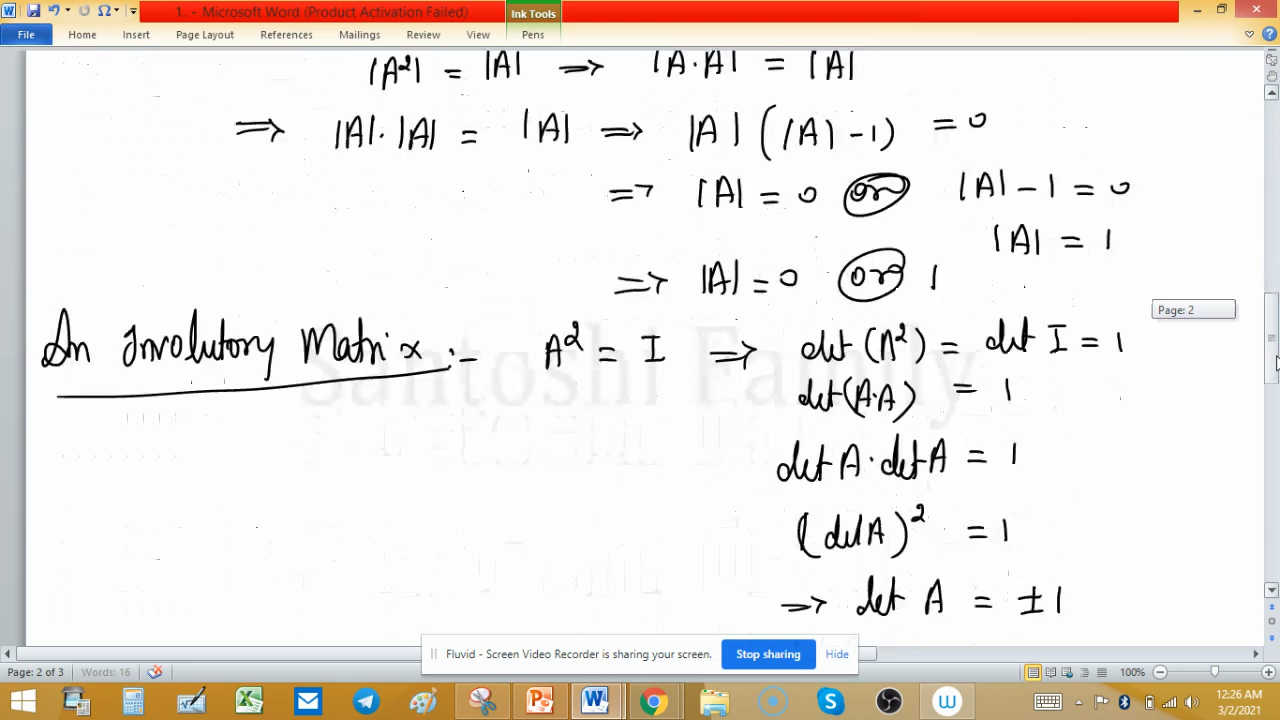 1. - Microsoft Word (Product Activation Failed)
Ink Tools
File Home Insert Page Layout References Mailings Review View Pens
|A²| = |A| ⇒ |A·A| = |A|
⇒ |A|·|A| = |A| ⇒ |A| (|A| - 1) = 0
⇒ |A| = 0 or |A| - 1 = 0
|A| = 1
⇒ |A| = 0 or 1
Page: 2
An Involutory Matrix :- A² = I ⇒ det(A²) = det I = 1
Santoshi Family
det(A·A) = 1
det A · det A = 1
(det A)² = 1
⇒ det A = ±1
Fluvid - Screen Video Recorder is sharing your screen. Stop sharing Hide
Page: 2 of 3 Words: 16 100%
12:26 AM
3/2/2021